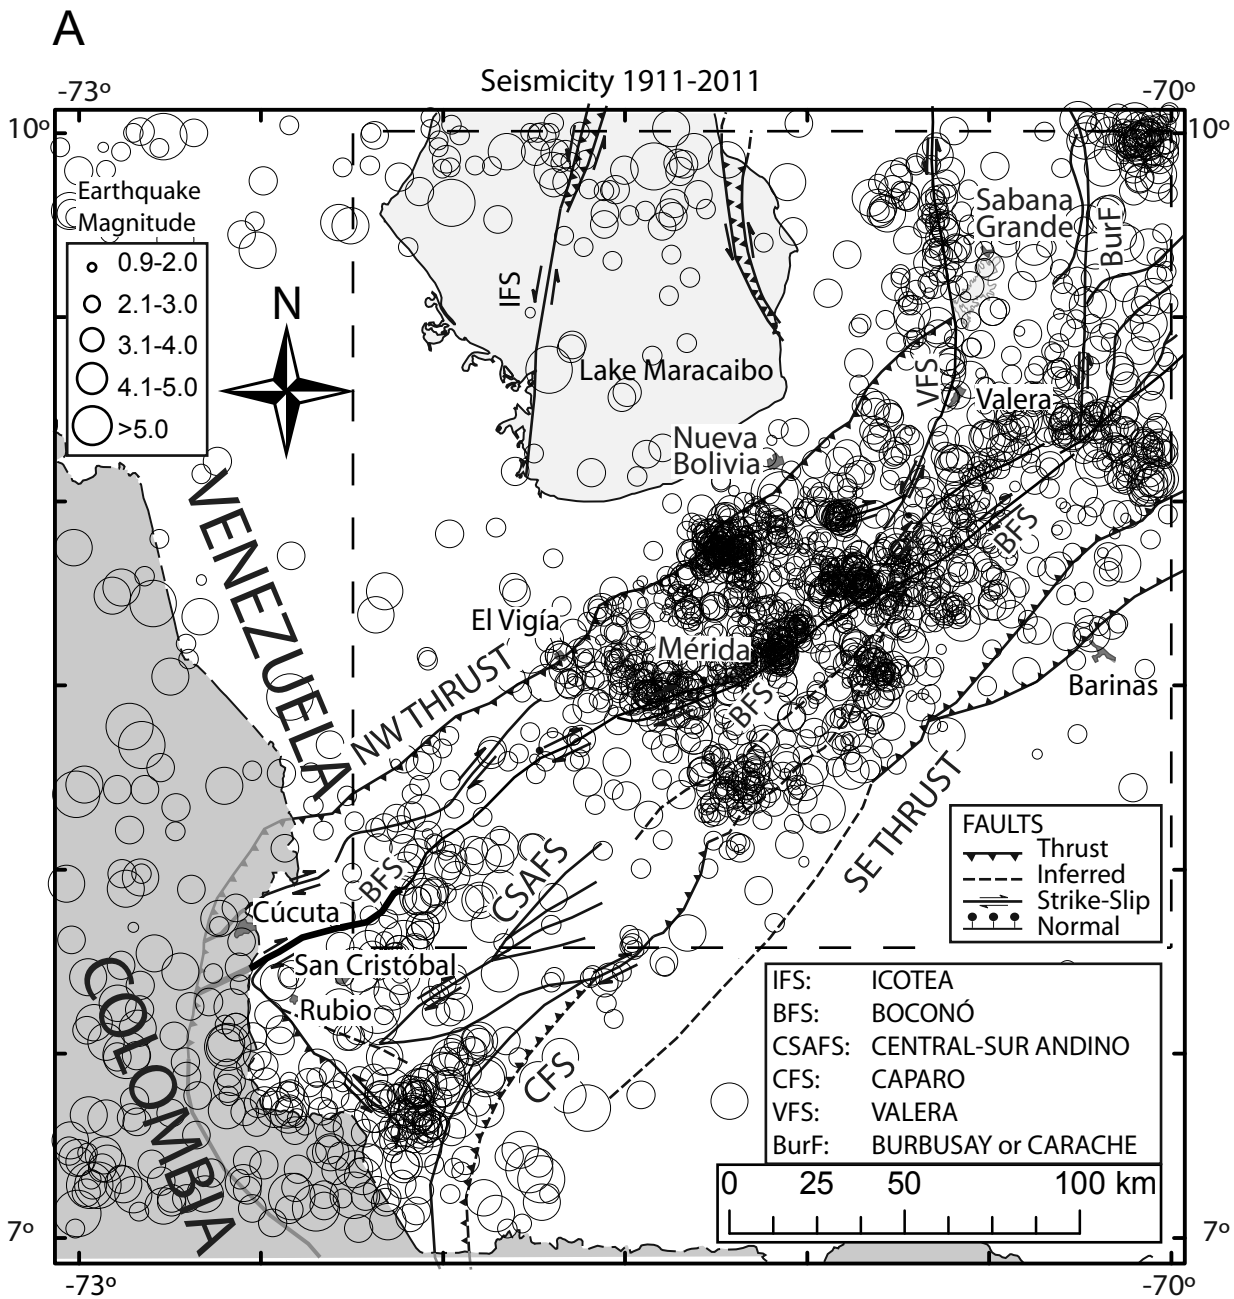 A
Seismicity 1911-2011
-73º
-70º
10º
10º
Earthquake
Magnitude
0.9-2.0
2.1-3.0
3.1-4.0
4.1-5.0
>5.0
N
IFS
Lake Maracaibo
Sabana
Grande
BurF
VFS
Valera
Nueva
Bolivia
BFS
VENEZUELA
El Vigía
Mérida
BFS
Barinas
NW THRUST
SE THRUST
BFS
CSAFS
Cúcuta
San Cristóbal
Rubio
CFS
COLOMBIA
FAULTS
Thrust
Inferred
Strike-Slip
Normal
IFS: ICOTEA
BFS: BOCONÓ
CSAFS: CENTRAL-SUR ANDINO
CFS: CAPARO
VFS: VALERA
BurF: BURBUSAY or CARACHE
0 25 50 100 km
7º
7º
-73º
-70º